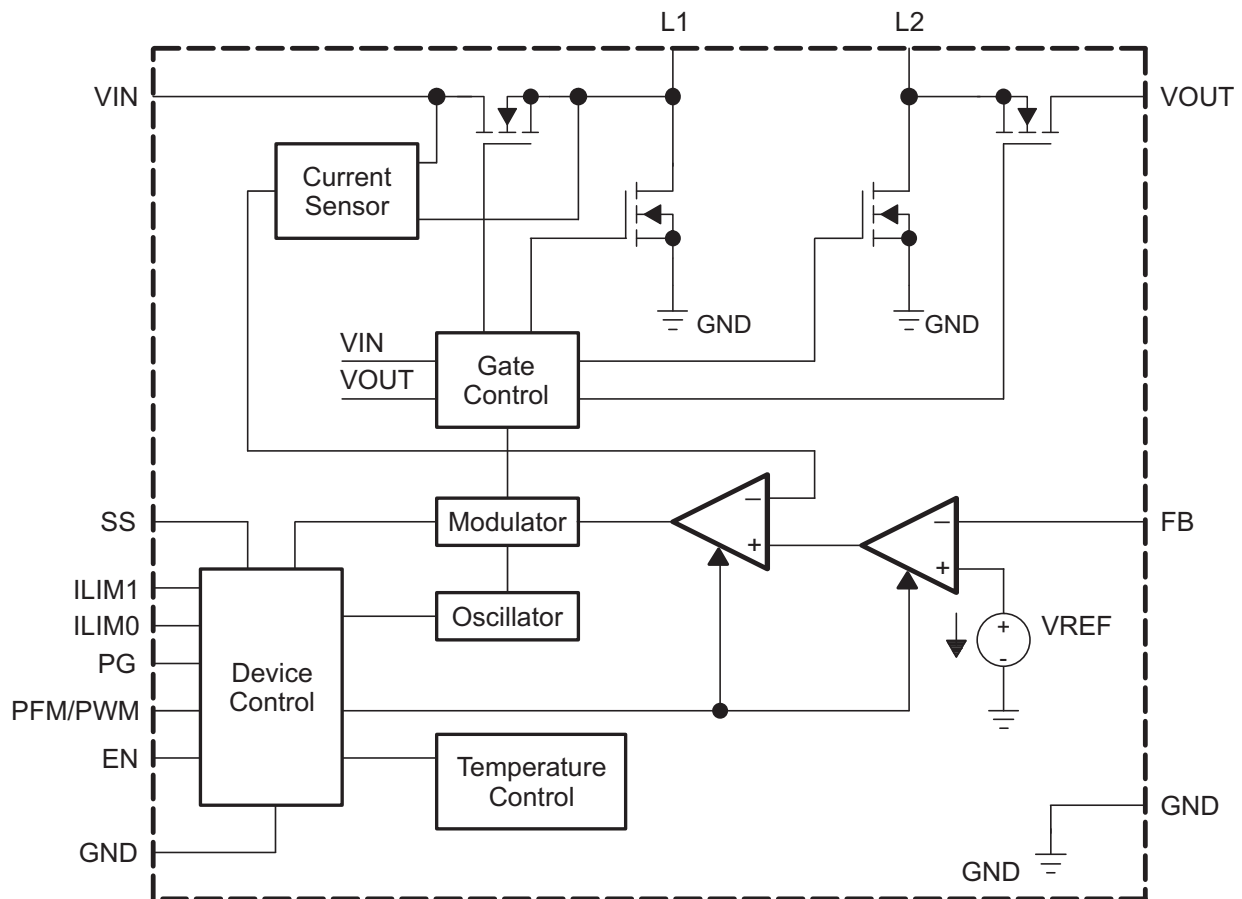 L1
L2
VIN
VOUT
Current
Sensor
GND
GND
VIN
VOUT
Gate
Control
SS
Modulator
−
+
−
+
FB
ILIM1
ILIM0
PG
PFM/PWM
EN
GND
Device
Control
Oscillator
+
-
VREF
Temperature
Control
GND
GND